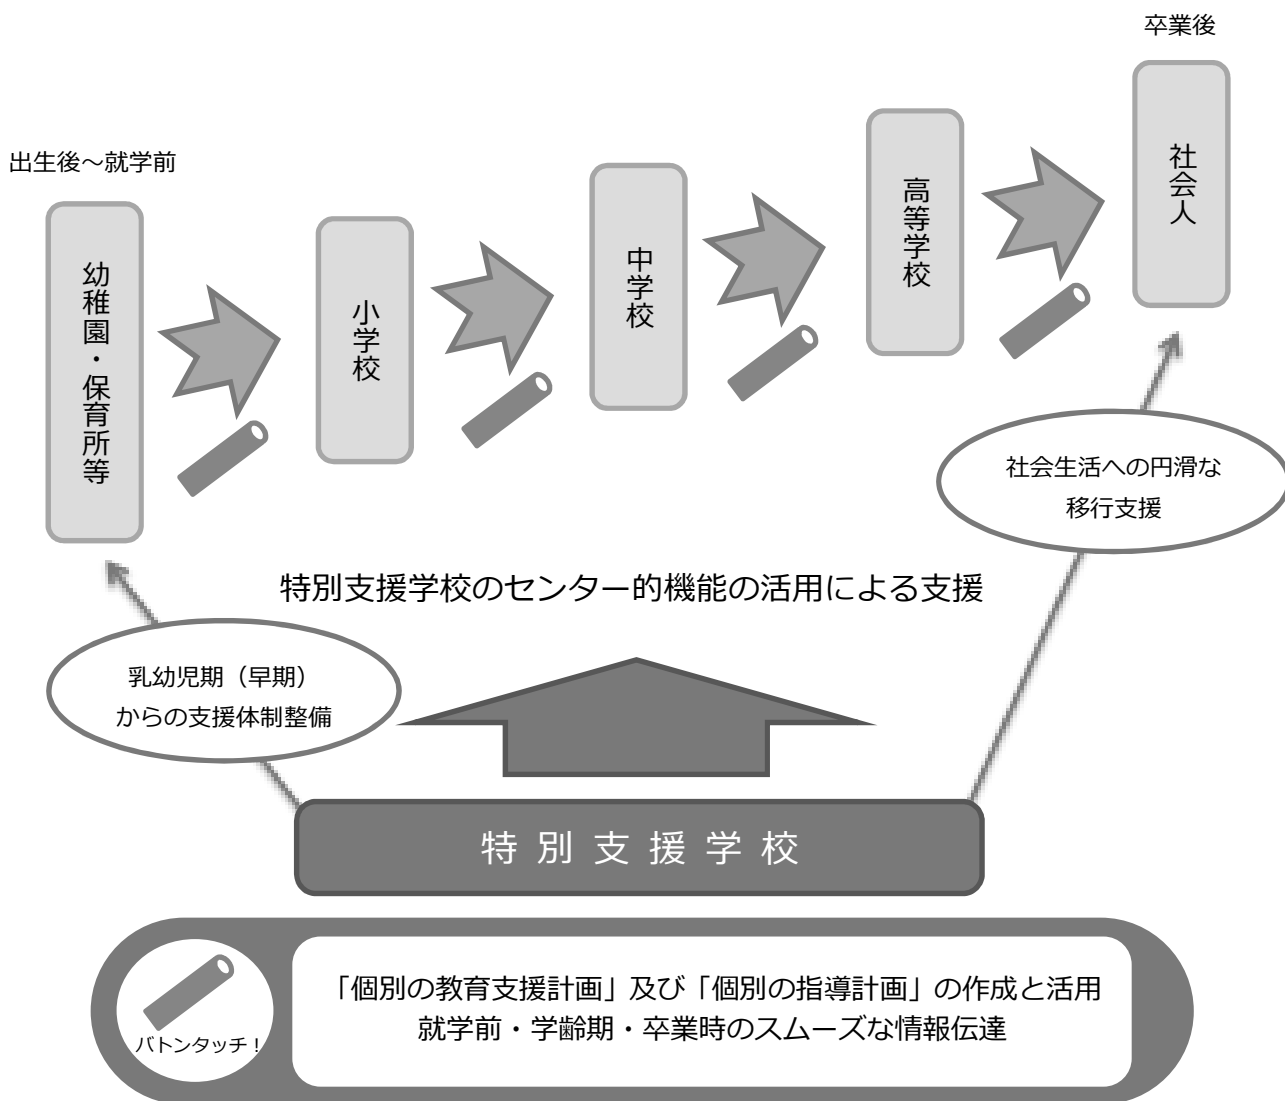 卒業後
出生後～就学前
幼稚園・保育所等
小学校
中学校
高等学校
社会人
社会生活への円滑な
移行支援
特別支援学校のセンター的機能の活用による支援
乳幼児期（早期）
からの支援体制整備
特別支援学校
「個別の教育支援計画」及び「個別の指導計画」の作成と活用
就学前・学齢期・卒業時のスムーズな情報伝達
バトンタッチ！